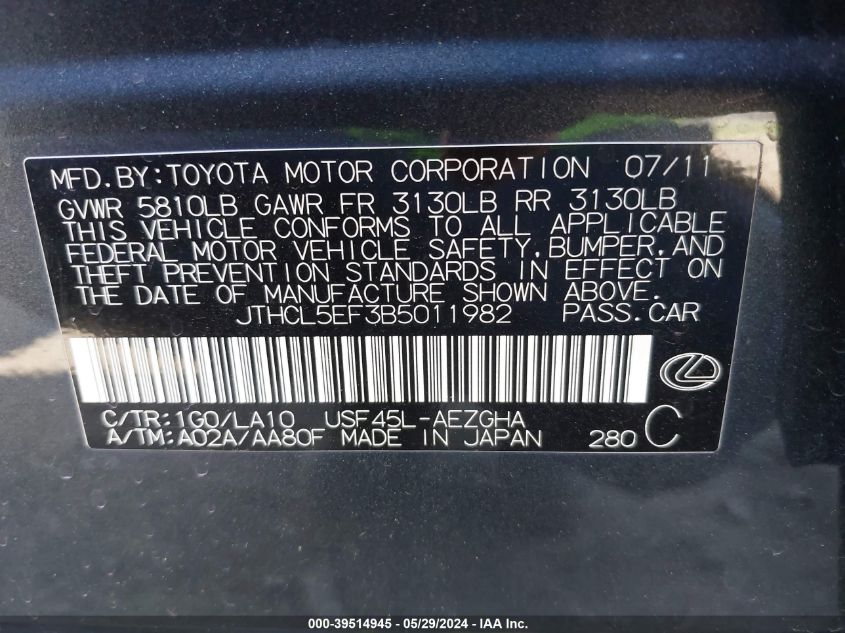 MFD.BY:TOYOTA MOTOR CORPORATION 07/11
GVWR 5810LB GAWR FR 3130LB RR 3130LB
THIS VEHICLE CONFORMS TO ALL APPLICABLE
FEDERAL MOTOR VEHICLE SAFETY,BUMPER,AND
THEFT PREVENTION STANDARDS IN EFFECT ON
THE DATE OF MANUFACTURE SHOWN ABOVE.
JTHCL5EF3B5011982 PASS.CAR
C/TR:1G0/LA10 USF45L-AEZGHA
A/TM:A02A/AA80F MADE IN JAPAN 280 C
000-39514945 - 05/29/2024 - IAA Inc.